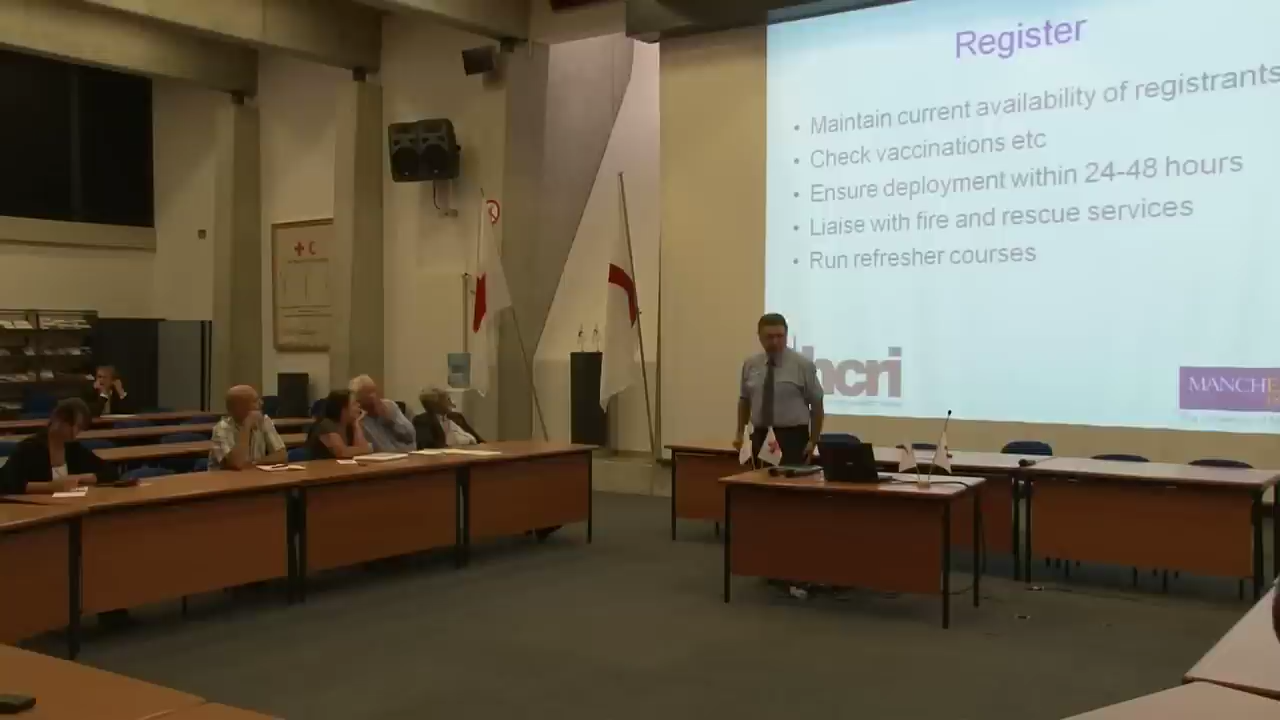 Register
• Maintain current availability of registrants
• Check vaccinations etc
• Ensure deployment within 24-48 hours
• Liaise with fire and rescue services
• Run refresher courses
hcri
MANCHE